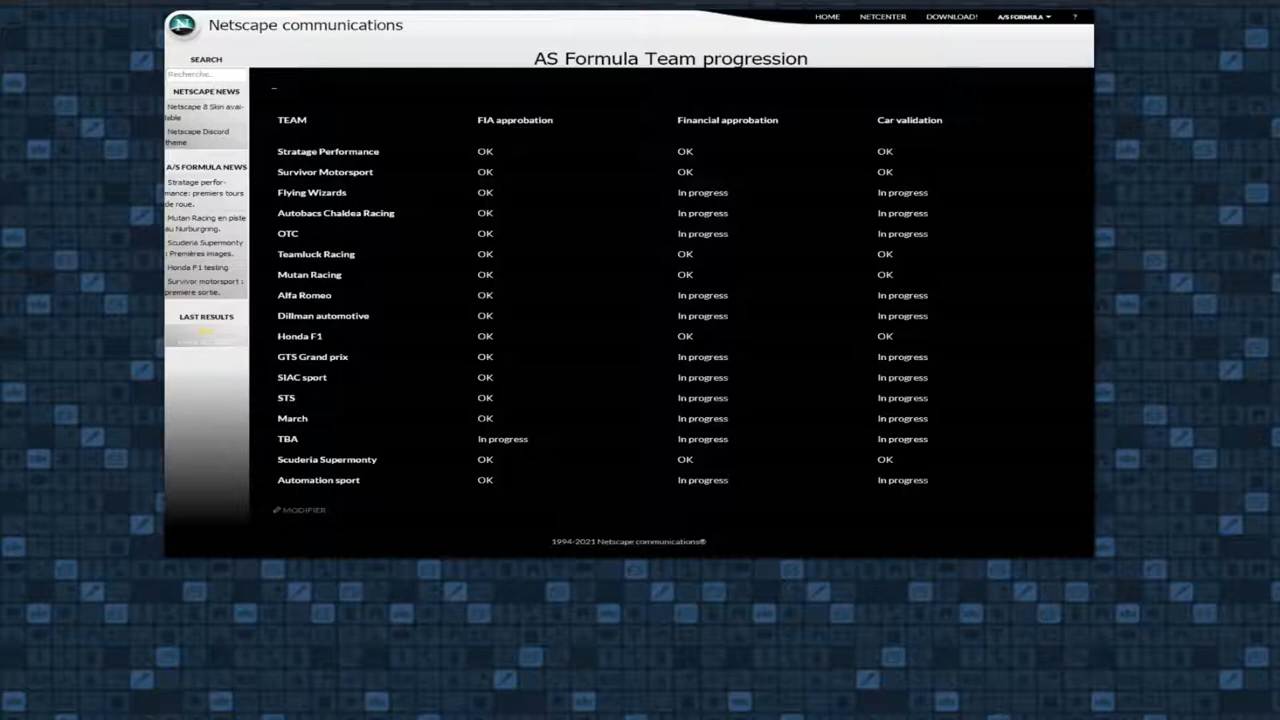 Netscape communications
HOME NETCENTER DOWNLOAD! A/S FORMULA ?
AS Formula Team progression
SEARCH
Recherche...
NETSCAPE NEWS
Netscape 8 Skin avai-
lable
Netscape Discord
theme
A/S FORMULA NEWS
Stratage perfor-
mance: premiers tours
de roue.
Mutan Racing en piste
au Nurburgring.
Scuderia Supermonty
: Premières images.
Honda F1 testing
Survivor motorsport :
premiere sortie.
LAST RESULTS
–
TEAM FIA approbation Financial approbation Car validation
Stratage Performance OK OK OK
Survivor Motorsport OK OK OK
Flying Wizards OK In progress In progress
Autobacs Chaldea Racing OK In progress In progress
OTC OK In progress In progress
Teamluck Racing OK OK OK
Mutan Racing OK OK OK
Alfa Romeo OK In progress In progress
Dillman automotive OK In progress In progress
Honda F1 OK OK OK
GTS Grand prix OK In progress In progress
SIAC sport OK In progress In progress
STS OK In progress In progress
March OK In progress In progress
TBA In progress In progress In progress
Scuderia Supermonty OK OK OK
Automation sport OK In progress In progress
MODIFIER
1994-2021 Netscape communications®